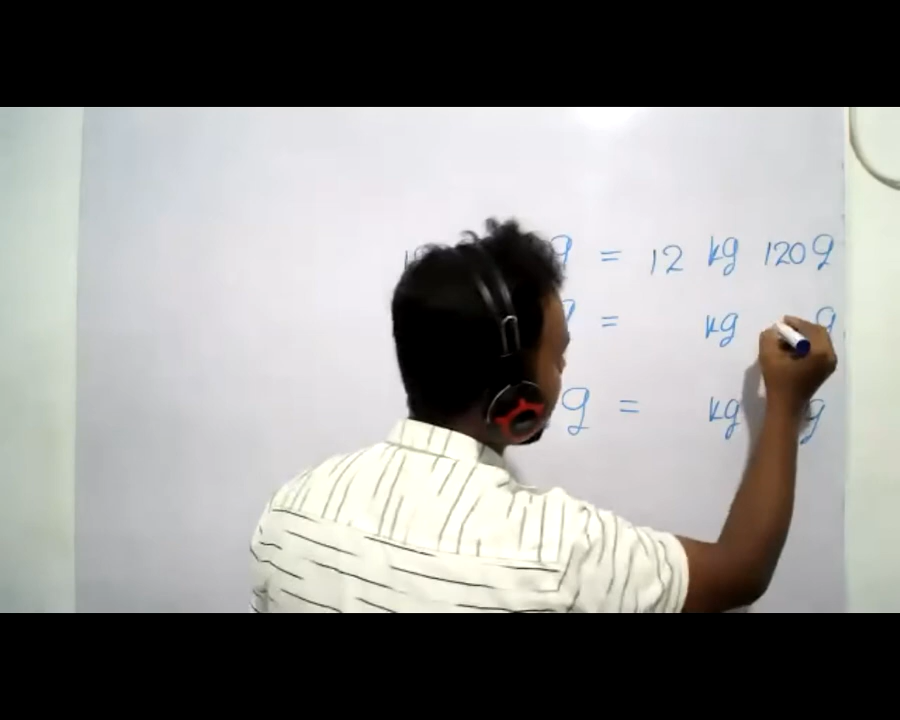 g = 12 kg 120 g
g = kg g
g = kg g